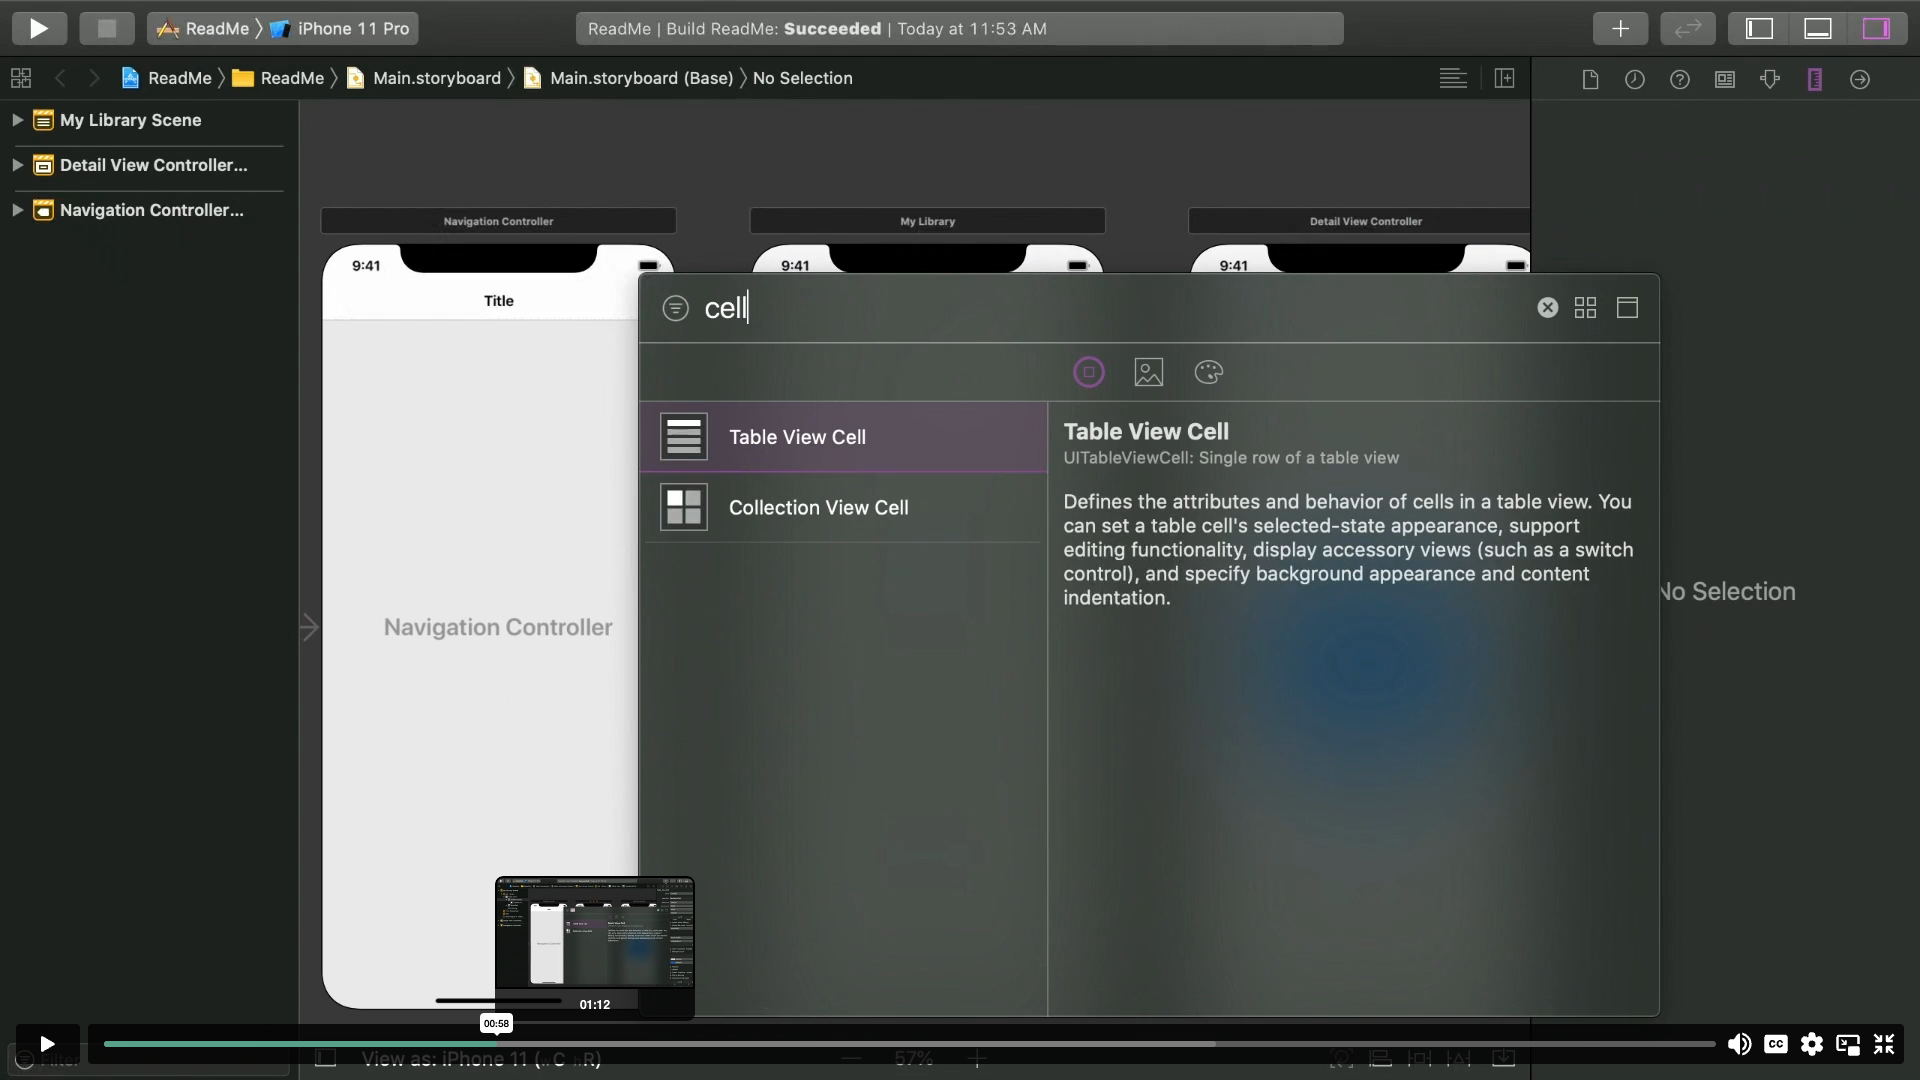 ReadMe iPhone 11 Pro
ReadMe | Build ReadMe: Succeeded | Today at 11:53 AM
ReadMe ReadMe Main.storyboard Main.storyboard (Base) No Selection
My Library Scene
Detail View Controller...
Navigation Controller...
Navigation Controller
My Library
Detail View Controller
9:41
9:41
9:41
Title
cell
Table View Cell
Collection View Cell
Table View Cell
UITableViewCell: Single row of a table view
Defines the attributes and behavior of cells in a table view. You
can set a table cell's selected-state appearance, support
editing functionality, display accessory views (such as a switch
control), and specify background appearance and content
indentation.
No Selection
Navigation Controller
01:12
00:58
Filter
View as: iPhone 11 (wC hR)
57%
CC